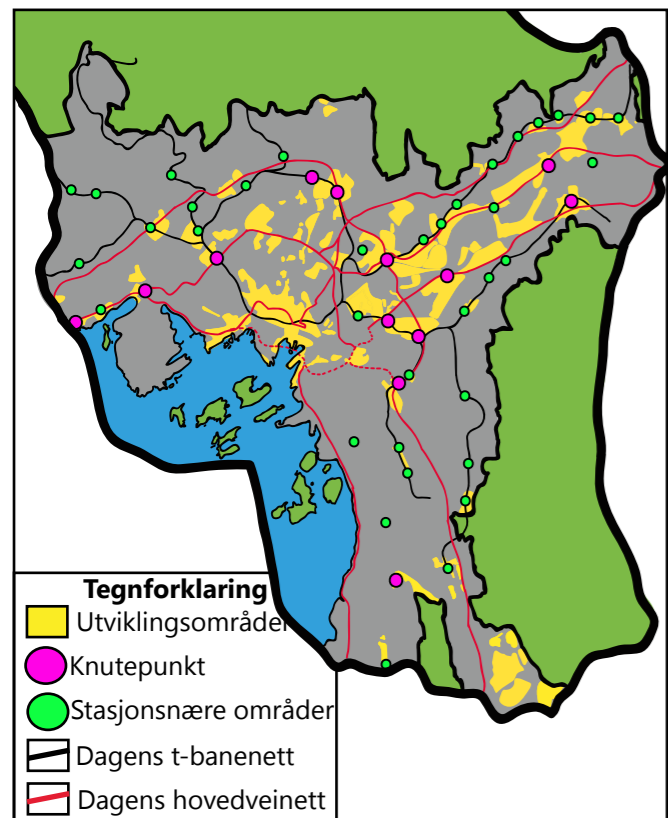 Tegnforklaring
Utviklingsområder
Knutepunkt
Stasjonsnære områder
Dagens t-banenett
Dagens hovedveinett